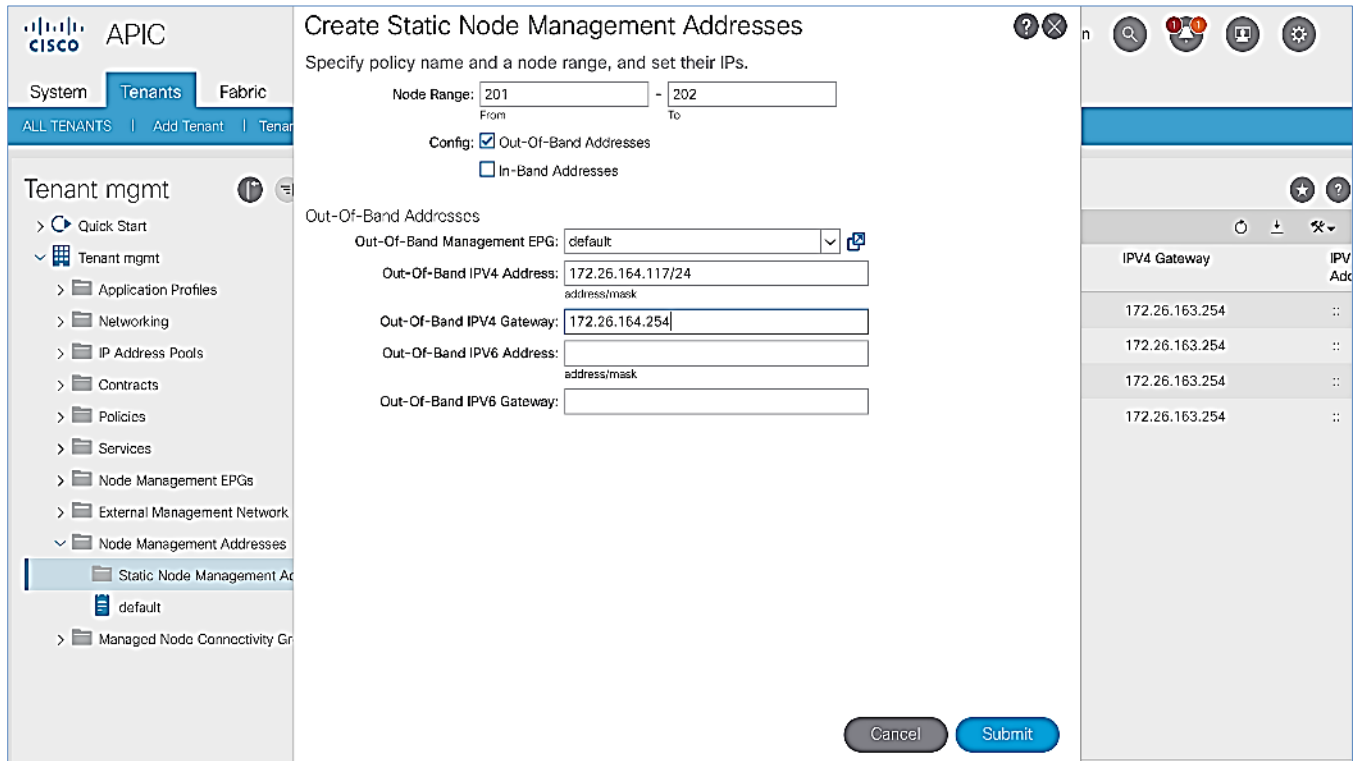 CISCO
APIC
Create Static Node Management Addresses
n
1 1
System Tenants Fabric
ALL TENANTS | Add Tenant | Tenan
Specify policy name and a node range, and set their IPs.
Node Range: 201 - 202
From To
Config: Out-Of-Band Addresses
In-Band Addresses
Tenant mgmt
Quick Start
Tenant mgmt
Application Profiles
Networking
IP Address Pools
Contracts
Policies
Services
Node Management EPGs
External Management Network
Node Management Addresses
Static Node Management Ad
default
Managed Node Connectivity Gr
Out-Of-Band Addresses
Out-Of-Band Management EPG: default
Out-Of-Band IPV4 Address: 172.26.164.117/24
address/mask
Out-Of-Band IPV4 Gateway: 172.26.164.254
Out-Of-Band IPV6 Address:
address/mask
Out-Of-Band IPV6 Gateway:
IPV4 Gateway IPV
Adc
172.26.163.254 ::
172.26.163.254 ::
172.26.163.254 ::
172.26.163.254 ::
Cancel Submit